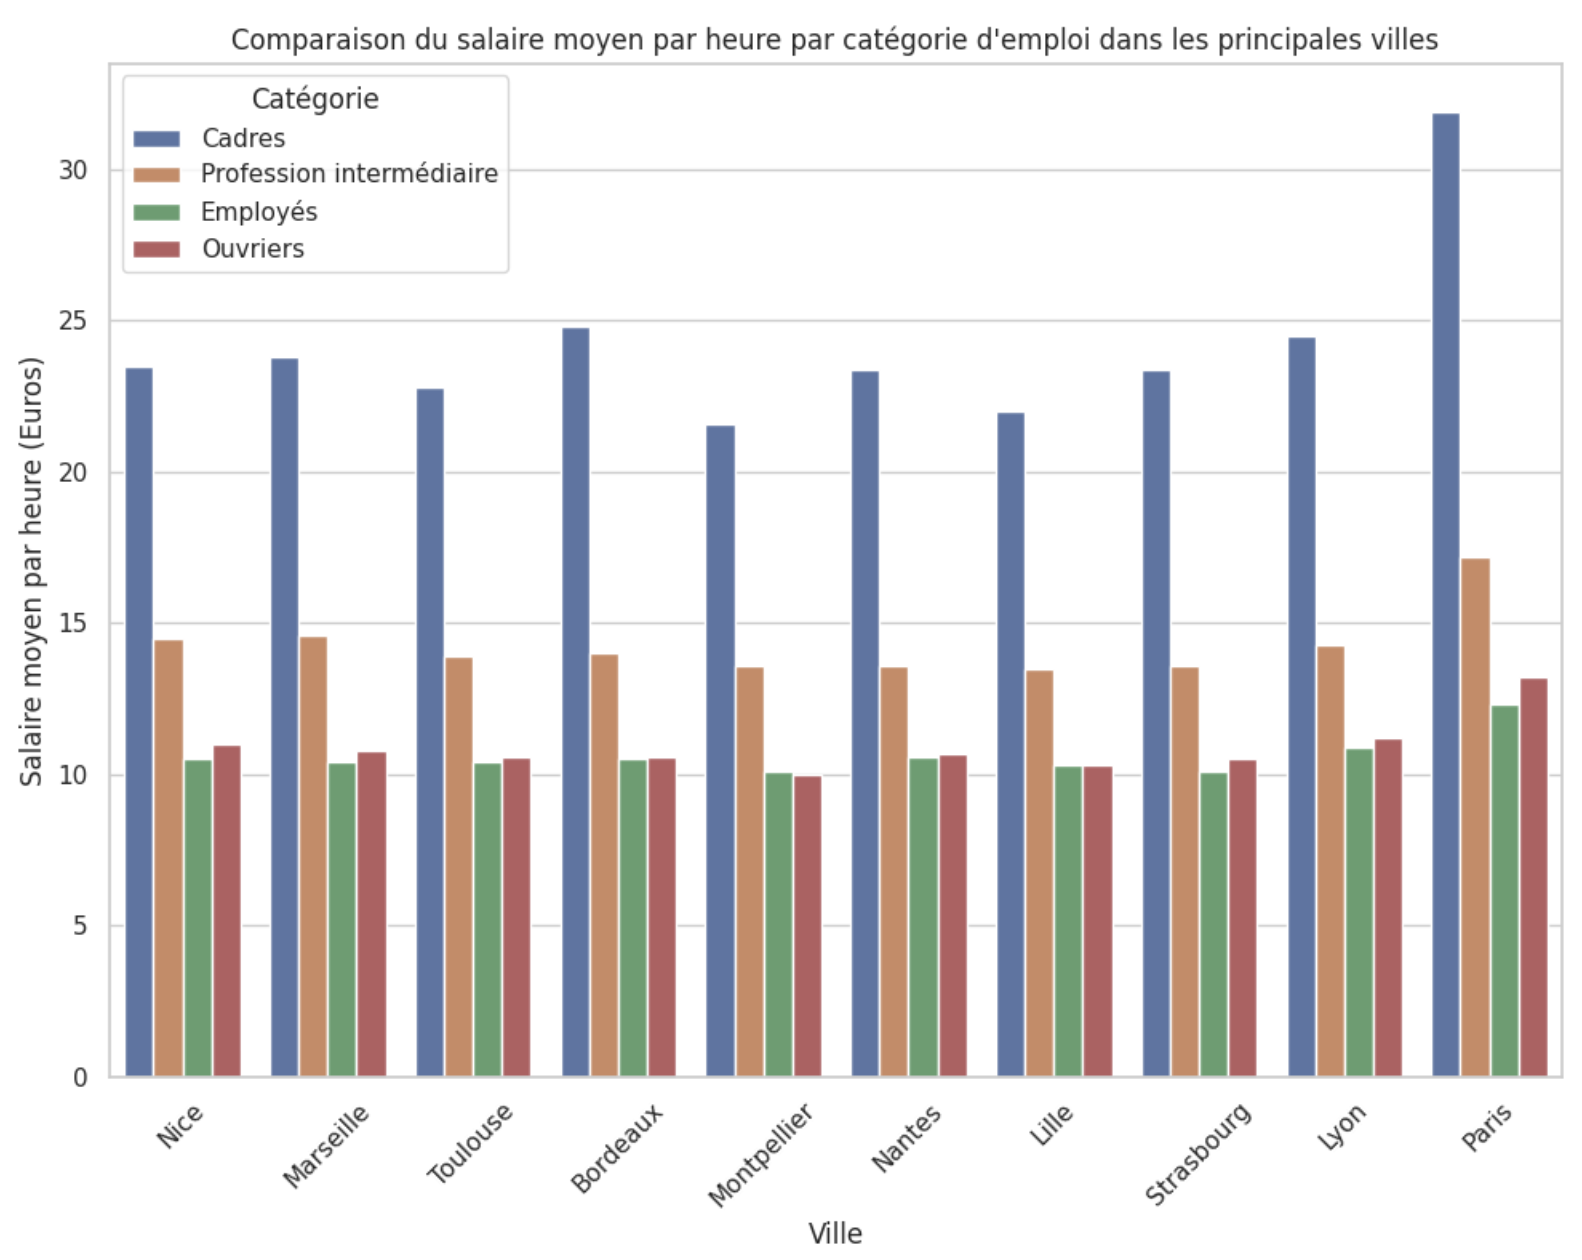 Comparaison du salaire moyen par heure par catégorie d'emploi dans les principales villes
Catégorie
Cadres
Profession intermédiaire
Employés
Ouvriers
Salaire moyen par heure (Euros)
30
25
20
15
10
5
0
Nice
Marseille
Toulouse
Bordeaux
Montpellier
Nantes
Lille
Strasbourg
Lyon
Paris
Ville